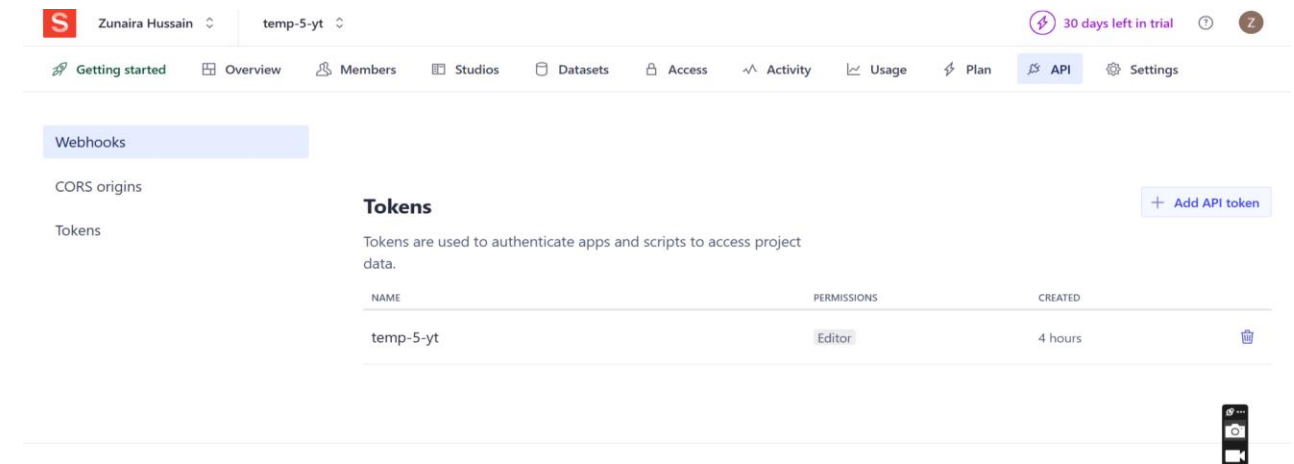 S Zunaira Hussain temp-5-yt 30 days left in trial ? Z
Getting started Overview Members Studios Datasets Access Activity Usage Plan API Settings
Webhooks
CORS origins
Tokens
Tokens
+ Add API token
Tokens are used to authenticate apps and scripts to access project
data.
NAME PERMISSIONS CREATED
temp-5-yt Editor 4 hours